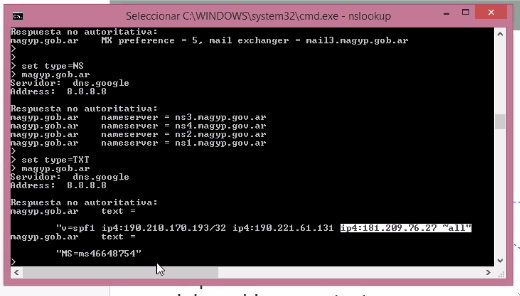 Seleccionar C:\WINDOWS\system32\cmd.exe - nslookup
Respuesta no autoritativa:
magyp.gob.ar MX preference = 5, mail exchanger = mail3.magyp.gob.ar
>
>
> set type=NS
> magyp.gob.ar
Servidor: dns.google
Address: 8.8.8.8
Respuesta no autoritativa:
magyp.gob.ar nameserver = ns3.magyp.gov.ar
magyp.gob.ar nameserver = ns4.magyp.gov.ar
magyp.gob.ar nameserver = ns2.magyp.gov.ar
magyp.gob.ar nameserver = ns1.magyp.gov.ar
>
> set type=TXT
> magyp.gob.ar
Servidor: dns.google
Address: 8.8.8.8
Respuesta no autoritativa:
magyp.gob.ar text =
"v=spf1 ip4:190.210.170.193/32 ip4:190.221.61.131 ip4:181.209.76.27 ~all"
magyp.gob.ar text =
"MS=ms46648754"
>